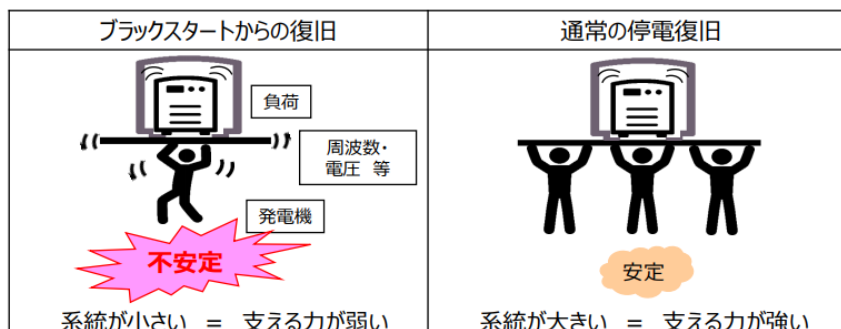 ブラックスタートからの復旧
通常の停電復旧
負荷
周波数・
電圧 等
発電機
不安定
安定
系統が小さい = 支える力が弱い
系統が大きい = 支える力が強い